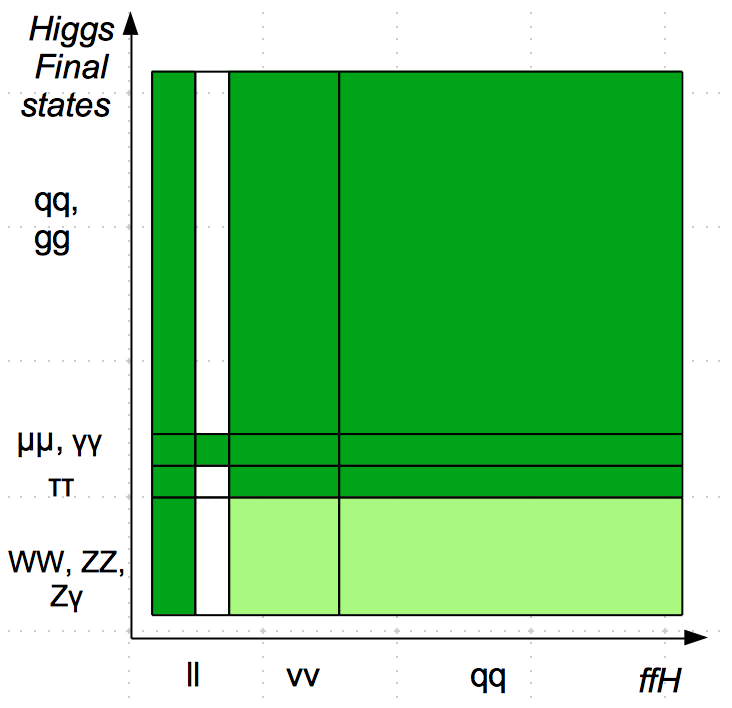 Higgs
Final
states
qq,
gg
μμ, γγ
ττ
WW, ZZ,
Zγ
ll
νν
qq
ffH